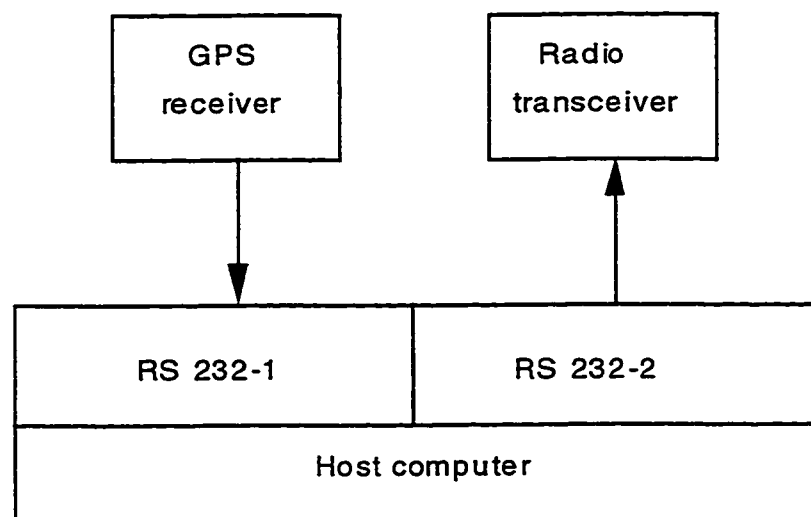 GPS
receiver
Radio
transceiver
RS 232-1
RS 232-2
Host computer